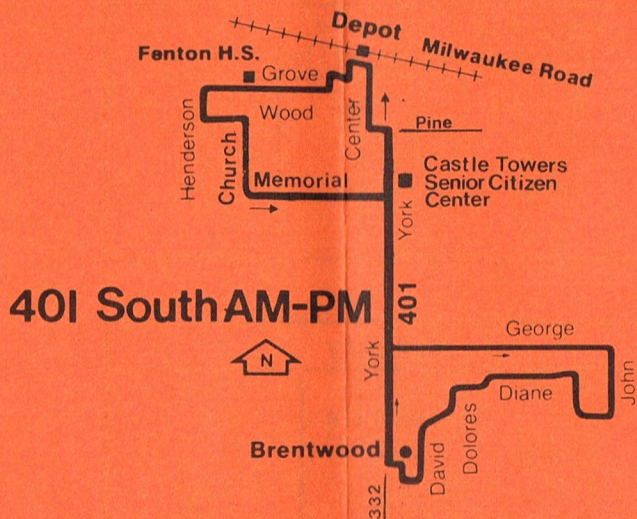 Depot
Milwaukee Road
Fenton H.S.
Grove
Wood
Center
Pine
Henderson
Church
Memorial
York
Castle Towers
Senior Citizen
Center
401 South AM-PM
401
N
York
George
John
Diane
Dolores
David
Brentwood
332